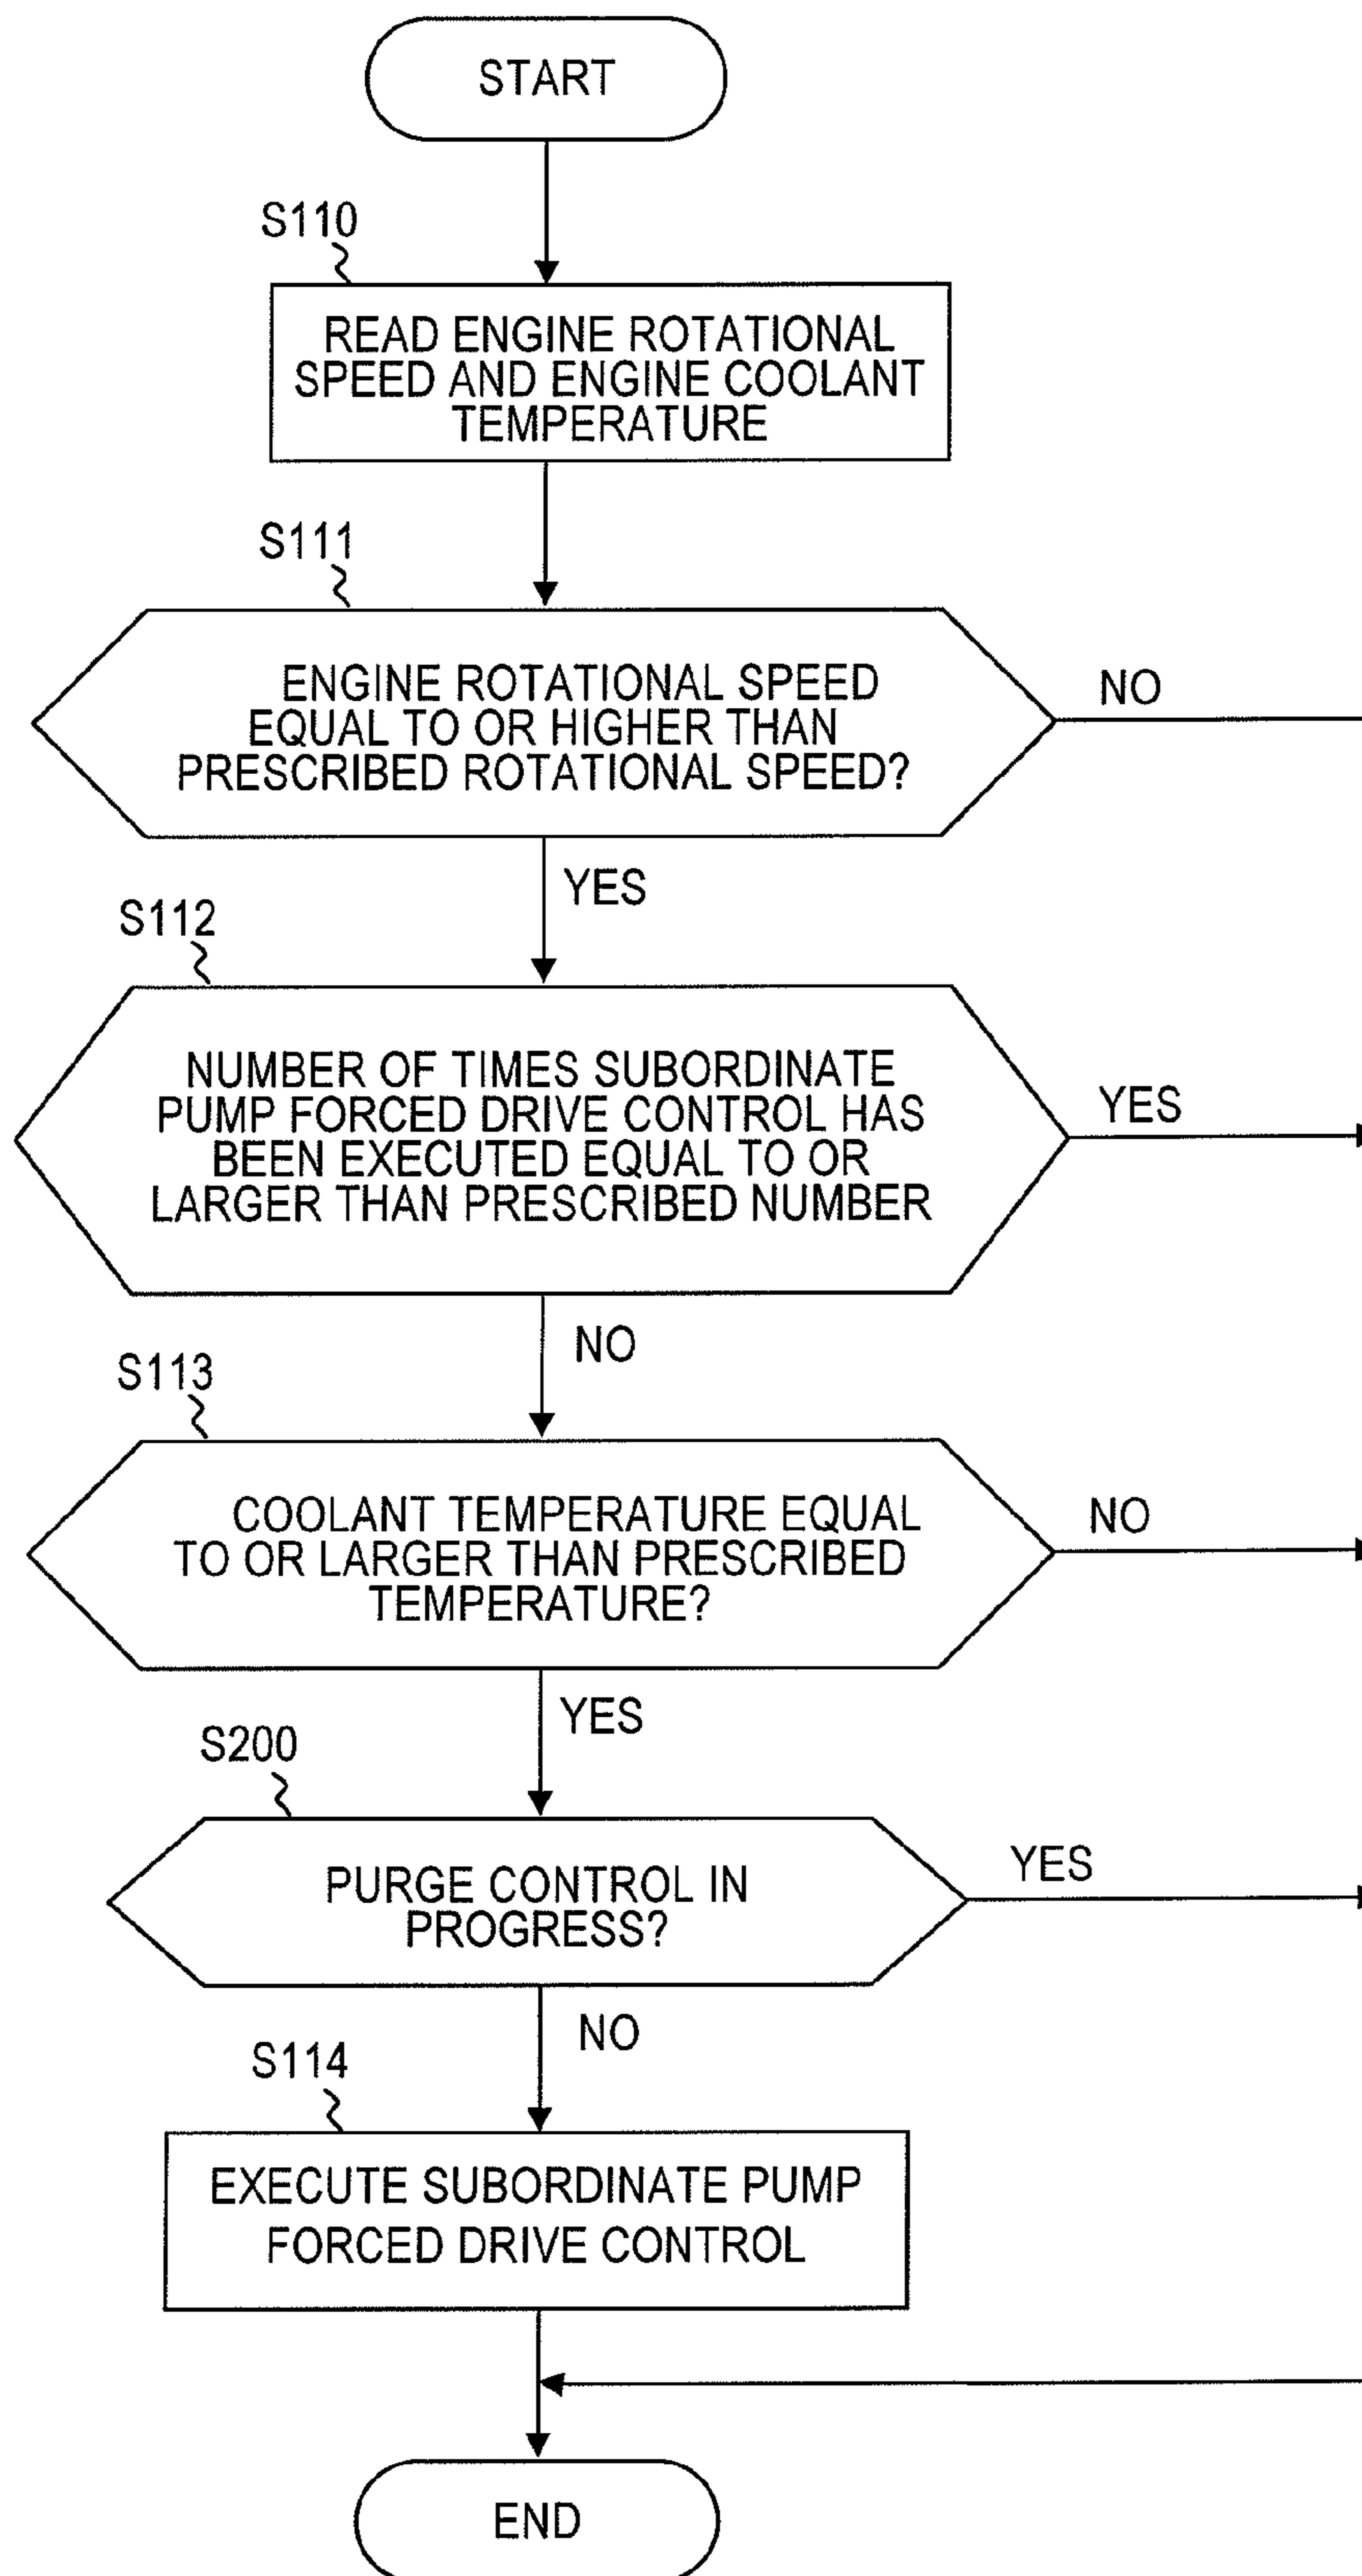 START
S110
READ ENGINE ROTATIONAL
SPEED AND ENGINE COOLANT
TEMPERATURE
S111
ENGINE ROTATIONAL SPEED
EQUAL TO OR HIGHER THAN
PRESCRIBED ROTATIONAL SPEED?
NO
YES
S112
NUMBER OF TIMES SUBORDINATE
PUMP FORCED DRIVE CONTROL HAS
BEEN EXECUTED EQUAL TO OR
LARGER THAN PRESCRIBED NUMBER
YES
NO
S113
COOLANT TEMPERATURE EQUAL
TO OR LARGER THAN PRESCRIBED
TEMPERATURE?
NO
YES
S200
PURGE CONTROL IN
PROGRESS?
YES
NO
S114
EXECUTE SUBORDINATE PUMP
FORCED DRIVE CONTROL
END